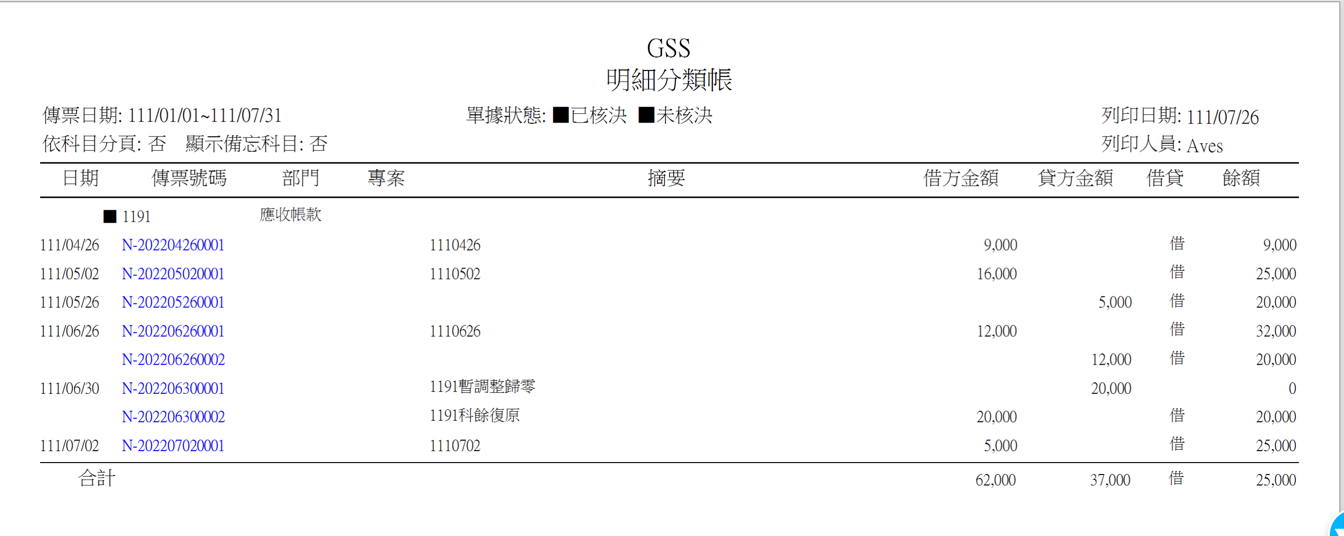 GSS
明細分類帳
傳票日期: 111/01/01~111/07/31 單據狀態: ■已核決 ■未核決 列印日期: 111/07/26
依科目分頁: 否 顯示備忘科目: 否 列印人員: Aves
日期 傳票號碼 部門 專案 摘要 借方金額 貸方金額 借貸 餘額
■ 1191 應收帳款
111/04/26 N-202204260001 1110426 9,000 借 9,000
111/05/02 N-202205020001 1110502 16,000 借 25,000
111/05/26 N-202205260001 5,000 借 20,000
111/06/26 N-202206260001 1110626 12,000 借 32,000
N-202206260002 12,000 借 20,000
111/06/30 N-202206300001 1191暫調整歸零 20,000 0
N-202206300002 1191科餘復原 20,000 借 20,000
111/07/02 N-202207020001 1110702 5,000 借 25,000
合計 62,000 37,000 借 25,000